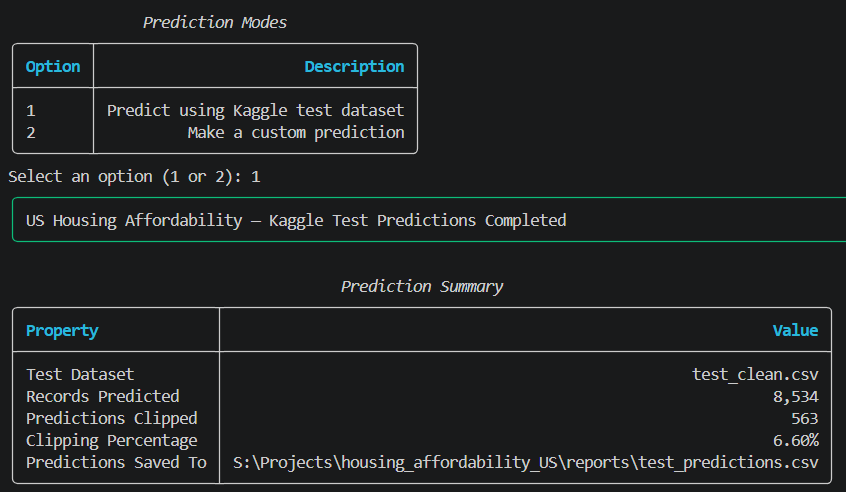 Prediction Modes
Option Description
1 Predict using Kaggle test dataset
2 Make a custom prediction
Select an option (1 or 2): 1
US Housing Affordability — Kaggle Test Predictions Completed
Prediction Summary
Property Value
Test Dataset test_clean.csv
Records Predicted 8,534
Predictions Clipped 563
Clipping Percentage 6.60%
Predictions Saved To S:\Projects\housing_affordability_US\reports\test_predictions.csv